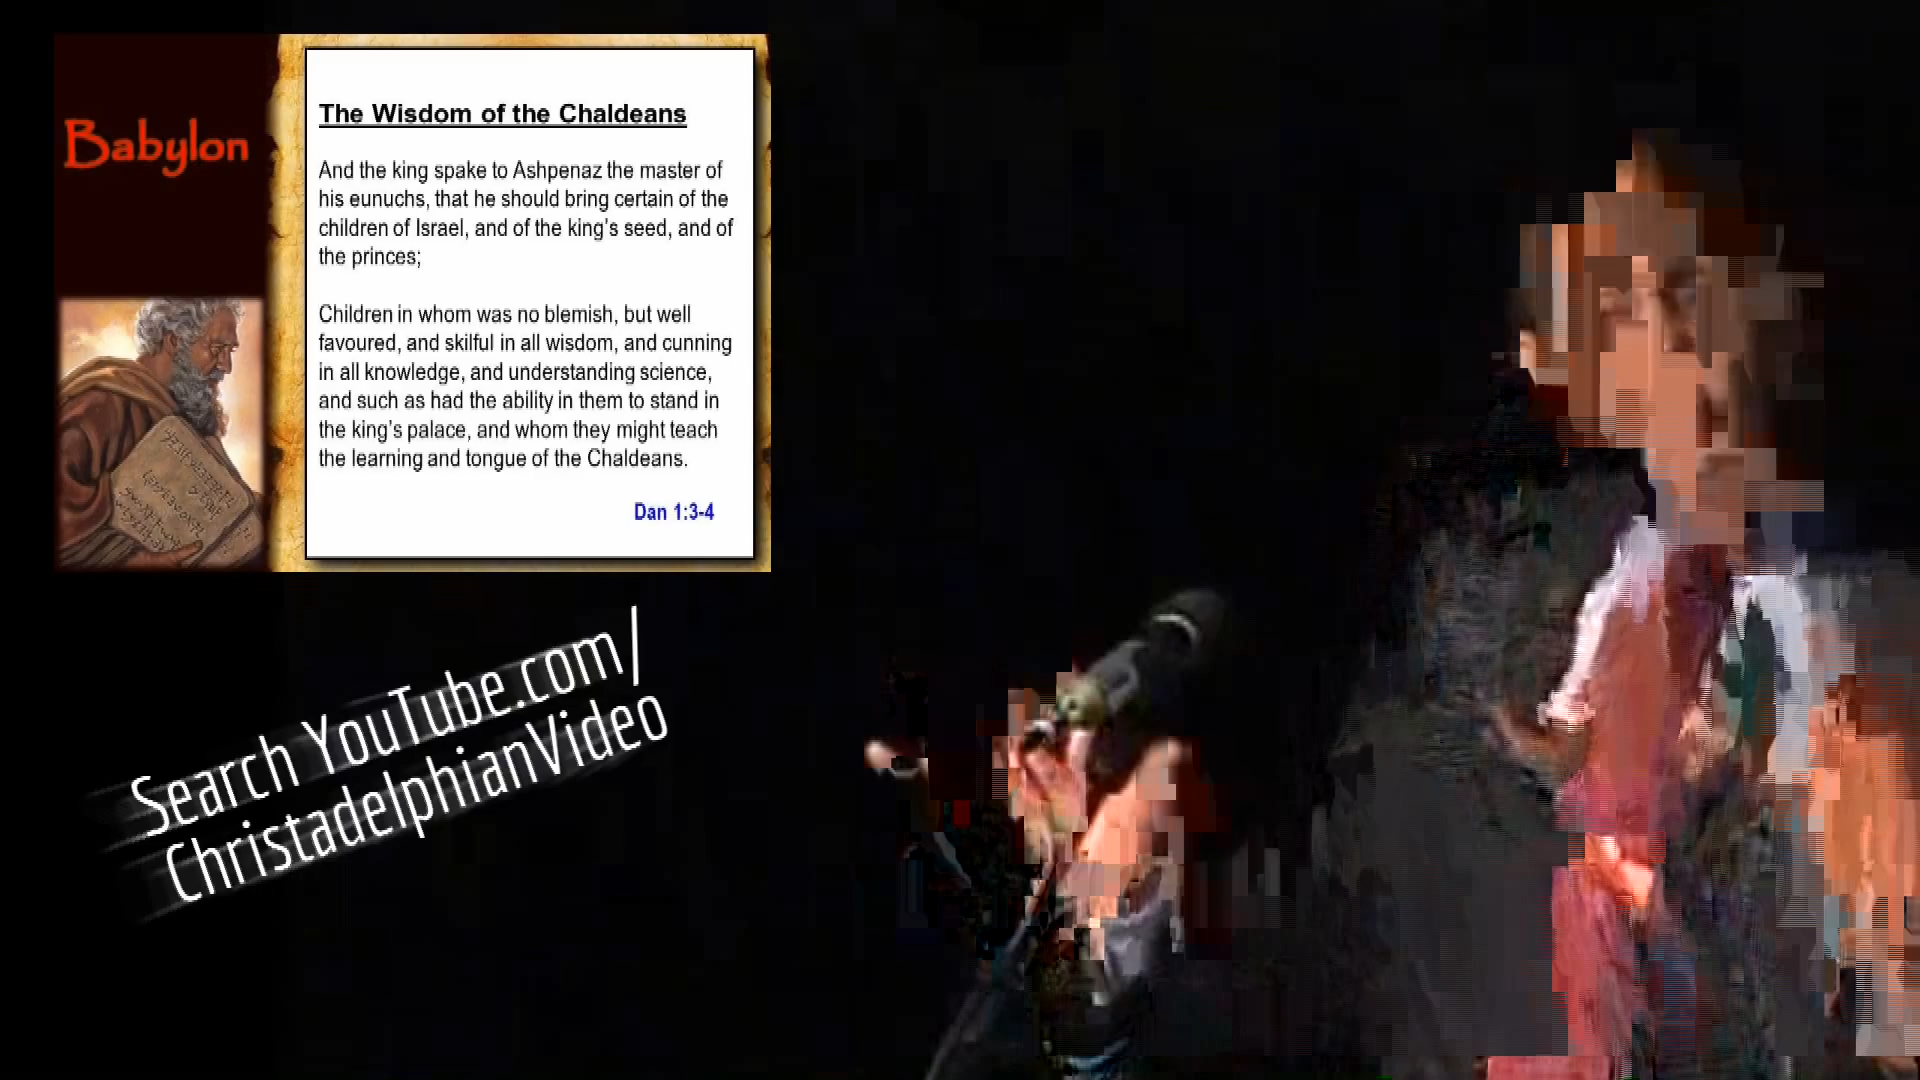 Babylon
The Wisdom of the Chaldeans
And the king spake to Ashpenaz the master of
his eunuchs, that he should bring certain of the
children of Israel, and of the king's seed, and of
the princes;
Children in whom was no blemish, but well
favoured, and skilful in all wisdom, and cunning
in all knowledge, and understanding science,
and such as had the ability in them to stand in
the king's palace, and whom they might teach
the learning and tongue of the Chaldeans.
Dan 1:3-4
Search YouTube.com/
ChristadelphianVideo